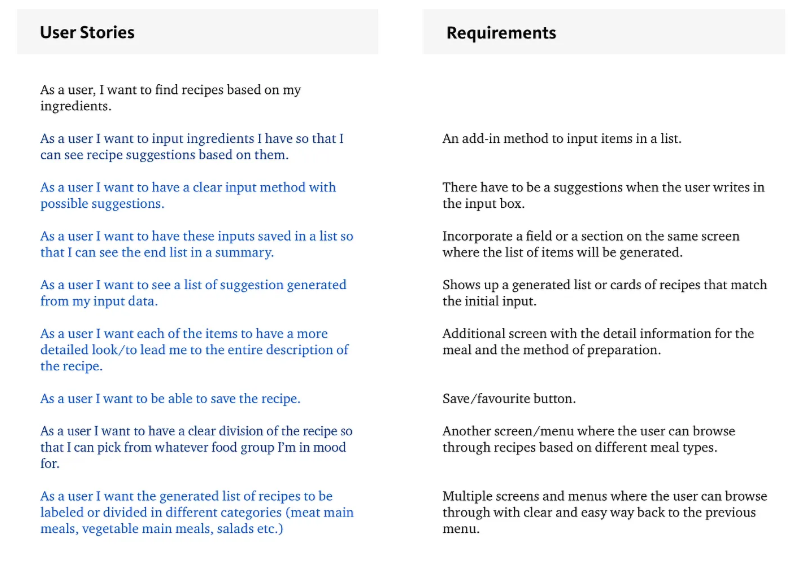 User Stories
Requirements
As a user, I want to find recipes based on my
ingredients.
As a user I want to input ingredients I have so that I
can see recipe suggestions based on them.
An add-in method to input items in a list.
As a user I want to have a clear input method with
possible suggestions.
There have to be a suggestions when the user writes in
the input box.
As a user I want to have these inputs saved in a list so
that I can see the end list in a summary.
Incorporate a field or a section on the same screen
where the list of items will be generated.
As a user I want to see a list of suggestion generated
from my input data.
Shows up a generated list or cards of recipes that match
the initial input.
As a user I want each of the items to have a more
detailed look/to lead me to the entire description of
the recipe.
Additional screen with the detail information for the
meal and the method of preparation.
As a user I want to be able to save the recipe.
Save/favourite button.
As a user I want to have a clear division of the recipe so
that I can pick from whatever food group I'm in mood
for.
Another screen/menu where the user can browse
through recipes based on different meal types.
As a user I want the generated list of recipes to be
labeled or divided in different categories (meat main
meals, vegetable main meals, salads etc.)
Multiple screens and menus where the user can browse
through with clear and easy way back to the previous
menu.